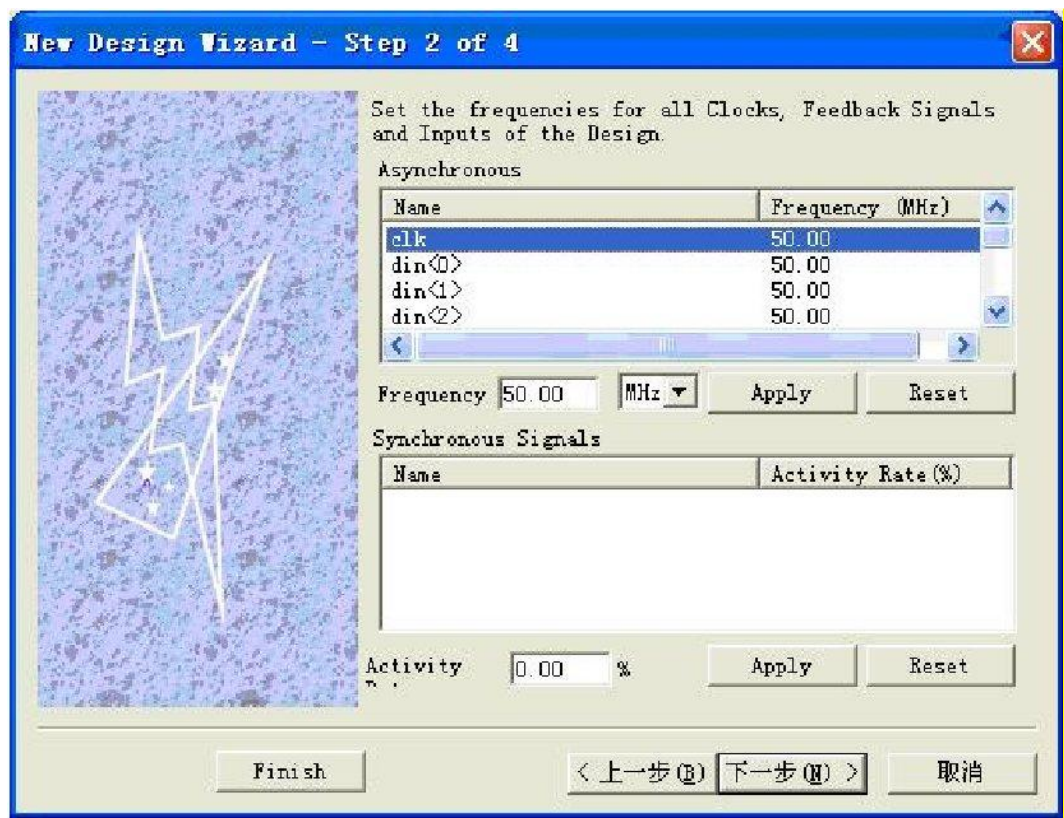 New Design Wizard - Step 2 of 4
Set the frequencies for all Clocks, Feedback Signals
and Inputs of the Design.
Asynchronous
Name Frequency (MHz)
clk 50.00
din<0> 50.00
din<1> 50.00
din<2> 50.00
Frequency 50.00 MHz Apply Reset
Synchronous Signals
Name Activity Rate(%)
Activity 0.00 % Apply Reset
Finish < 上一步(B) 下一步(N) > 取消